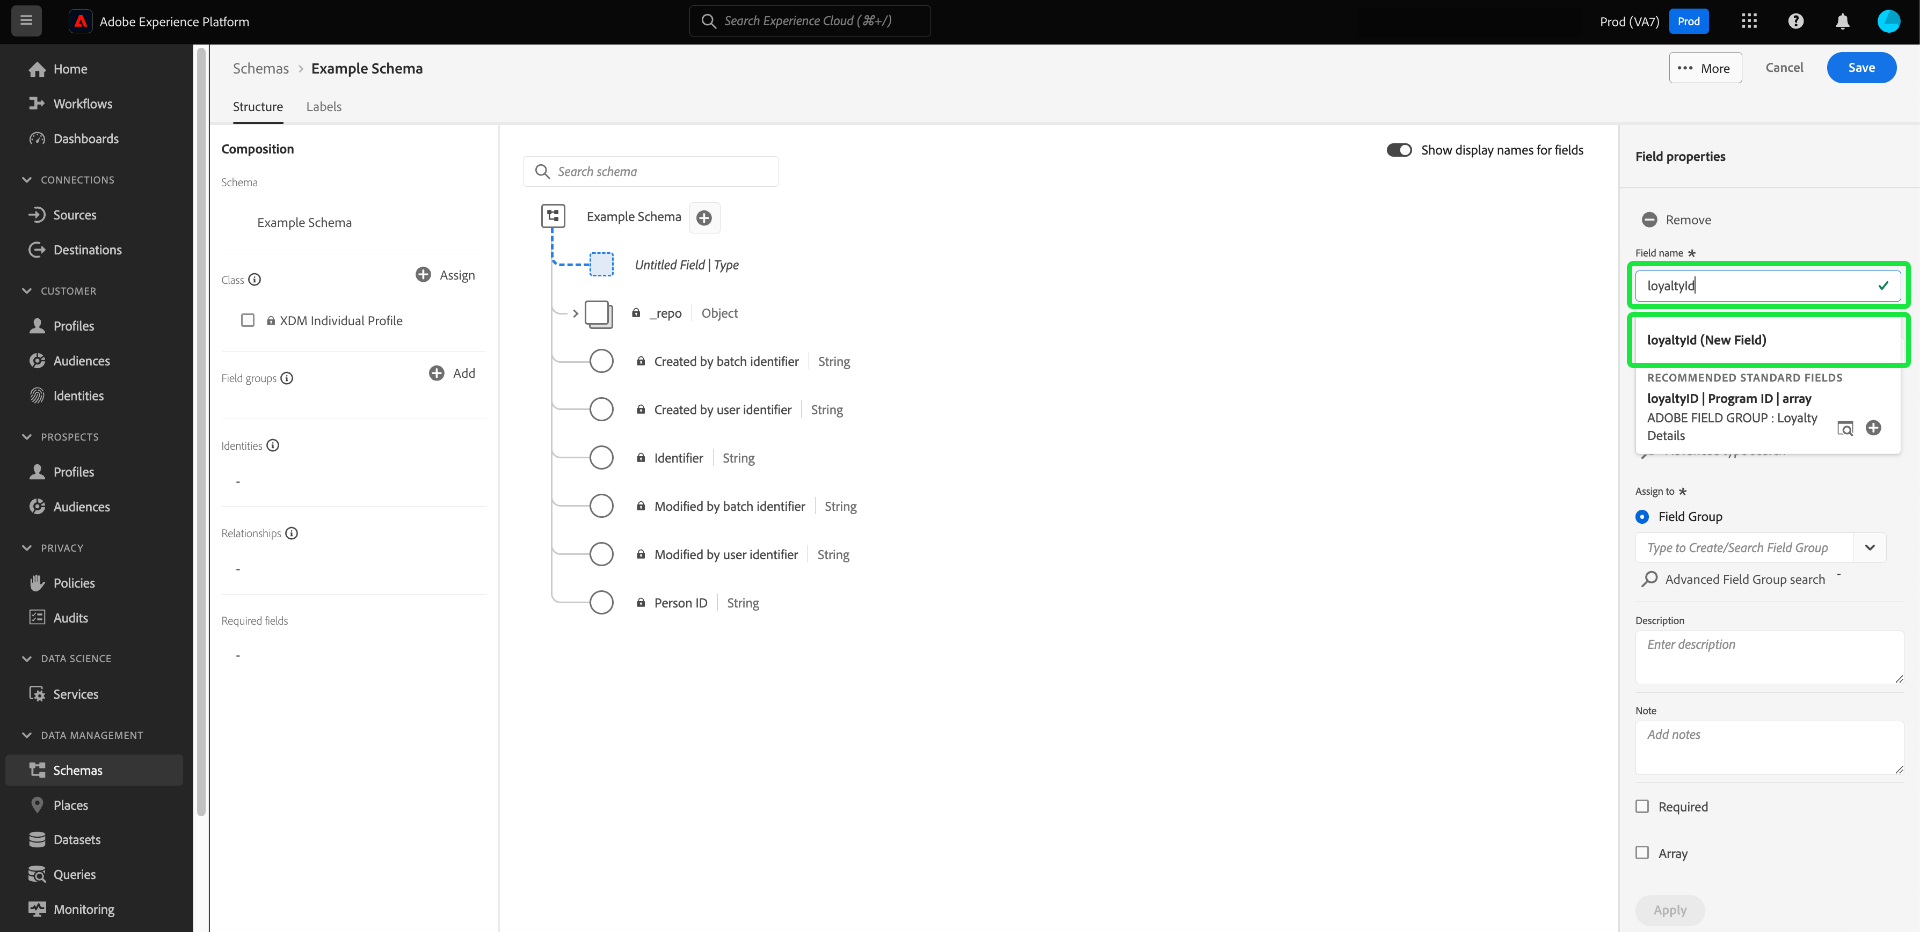 Adobe Experience Platform
Search Experience Cloud (⌘+/)
Prod (VA7)
Prod
Home
Workflows
Dashboards
CONNECTIONS
Sources
Destinations
CUSTOMER
Profiles
Audiences
Identities
PROSPECTS
Profiles
Audiences
PRIVACY
Policies
Audits
DATA SCIENCE
Services
DATA MANAGEMENT
Schemas
Places
Datasets
Queries
Monitoring
Schemas > Example Schema
More
Cancel
Save
Structure
Labels
Composition
Schema
Example Schema
Class
Assign
XDM Individual Profile
Field groups
Add
Identities
-
Relationships
-
Required fields
-
Search schema
Show display names for fields
Example Schema
Untitled Field | Type
_repo | Object
Created by batch identifier | String
Created by user identifier | String
Identifier | String
Modified by batch identifier | String
Modified by user identifier | String
Person ID | String
Field properties
Remove
Field name *
loyaltyId
loyaltyId (New Field)
RECOMMENDED STANDARD FIELDS
loyaltyID | Program ID | array
ADOBE FIELD GROUP : Loyalty
Details
Assign to *
Field Group
Type to Create/Search Field Group
Advanced Field Group search
-
Description
Enter description
Note
Add notes
Required
Array
Apply